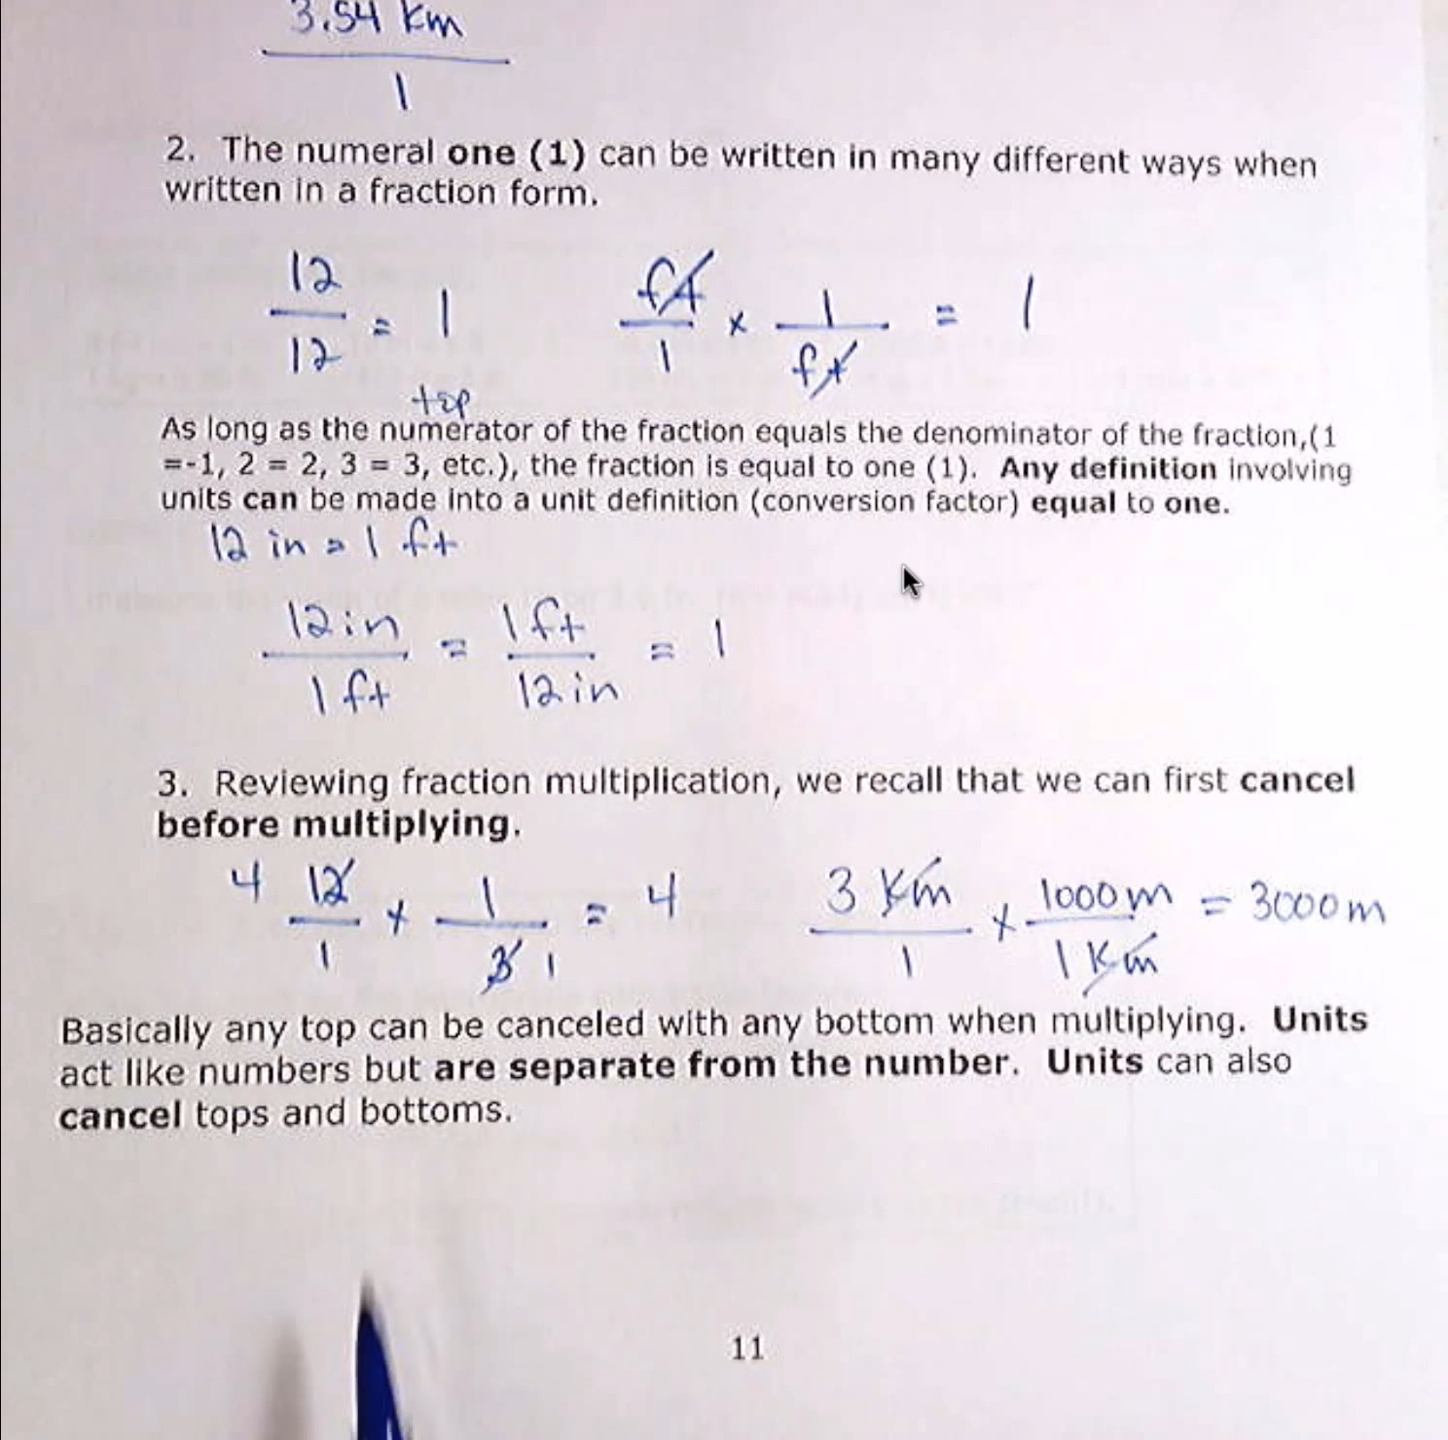 3.54 km
1
2. The numeral one (1) can be written in many different ways when
written in a fraction form.
12/12 = 1    ft/1 × 1/ft = 1
top
As long as the numerator of the fraction equals the denominator of the fraction,(1
=-1, 2 = 2, 3 = 3, etc.), the fraction is equal to one (1). Any definition involving
units can be made into a unit definition (conversion factor) equal to one.
12 in = 1 ft
12in/1 ft = 1 ft/12in = 1
3. Reviewing fraction multiplication, we recall that we can first cancel
before multiplying.
4 12/1 × 1/3 1 = 4    3 Km/1 × 1000m/1 Km = 3000m
Basically any top can be canceled with any bottom when multiplying. Units
act like numbers but are separate from the number. Units can also
cancel tops and bottoms.
11